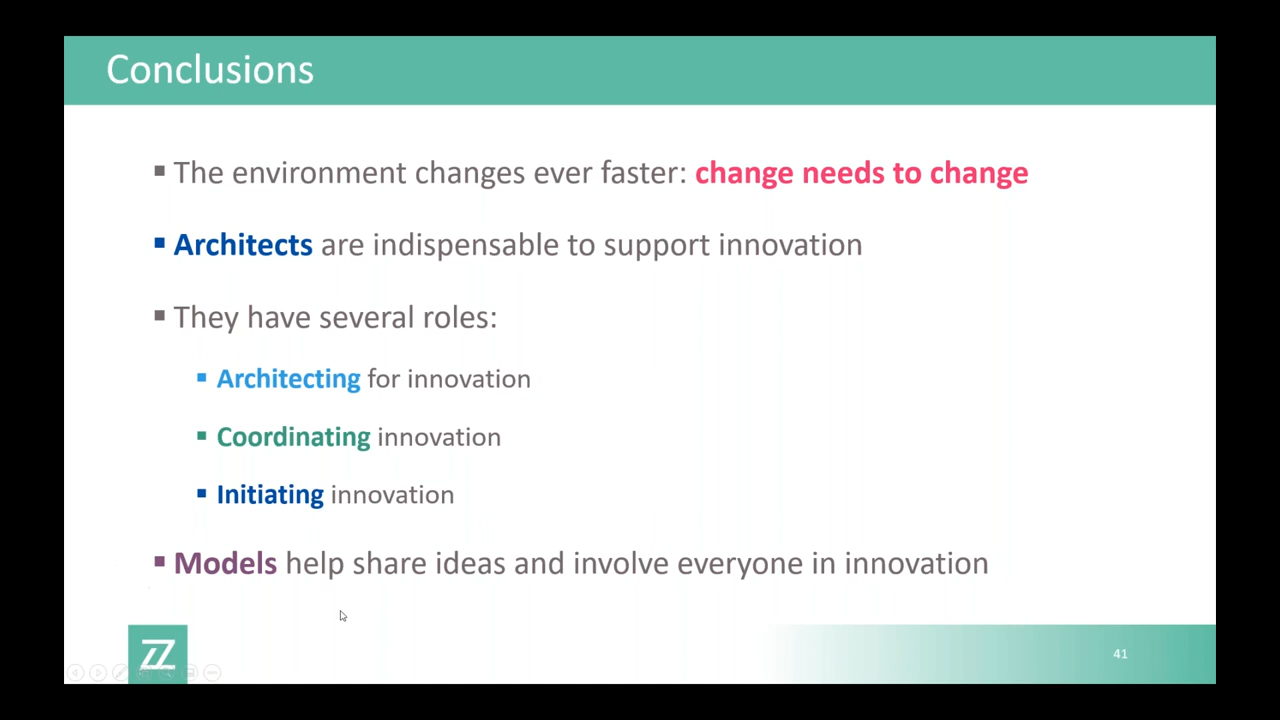 Conclusions
▪ The environment changes ever faster: change needs to change
▪ Architects are indispensable to support innovation
▪ They have several roles:
▪ Architecting for innovation
▪ Coordinating innovation
▪ Initiating innovation
▪ Models help share ideas and involve everyone in innovation
41